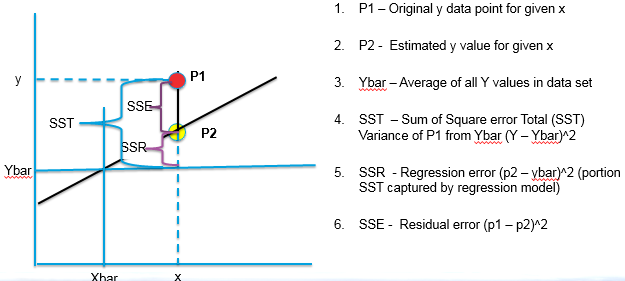 y
P1
SSE
SST
P2
SSR
Ybar
Xbar
x
1. P1 – Original y data point for given x
2. P2 - Estimated y value for given x
3. Ybar – Average of all Y values in data set
4. SST – Sum of Square error Total (SST)
Variance of P1 from Ybar (Y – Ybar)^2
5. SSR - Regression error (p2 – ybar)^2 (portion
SST captured by regression model)
6. SSE - Residual error (p1 – p2)^2